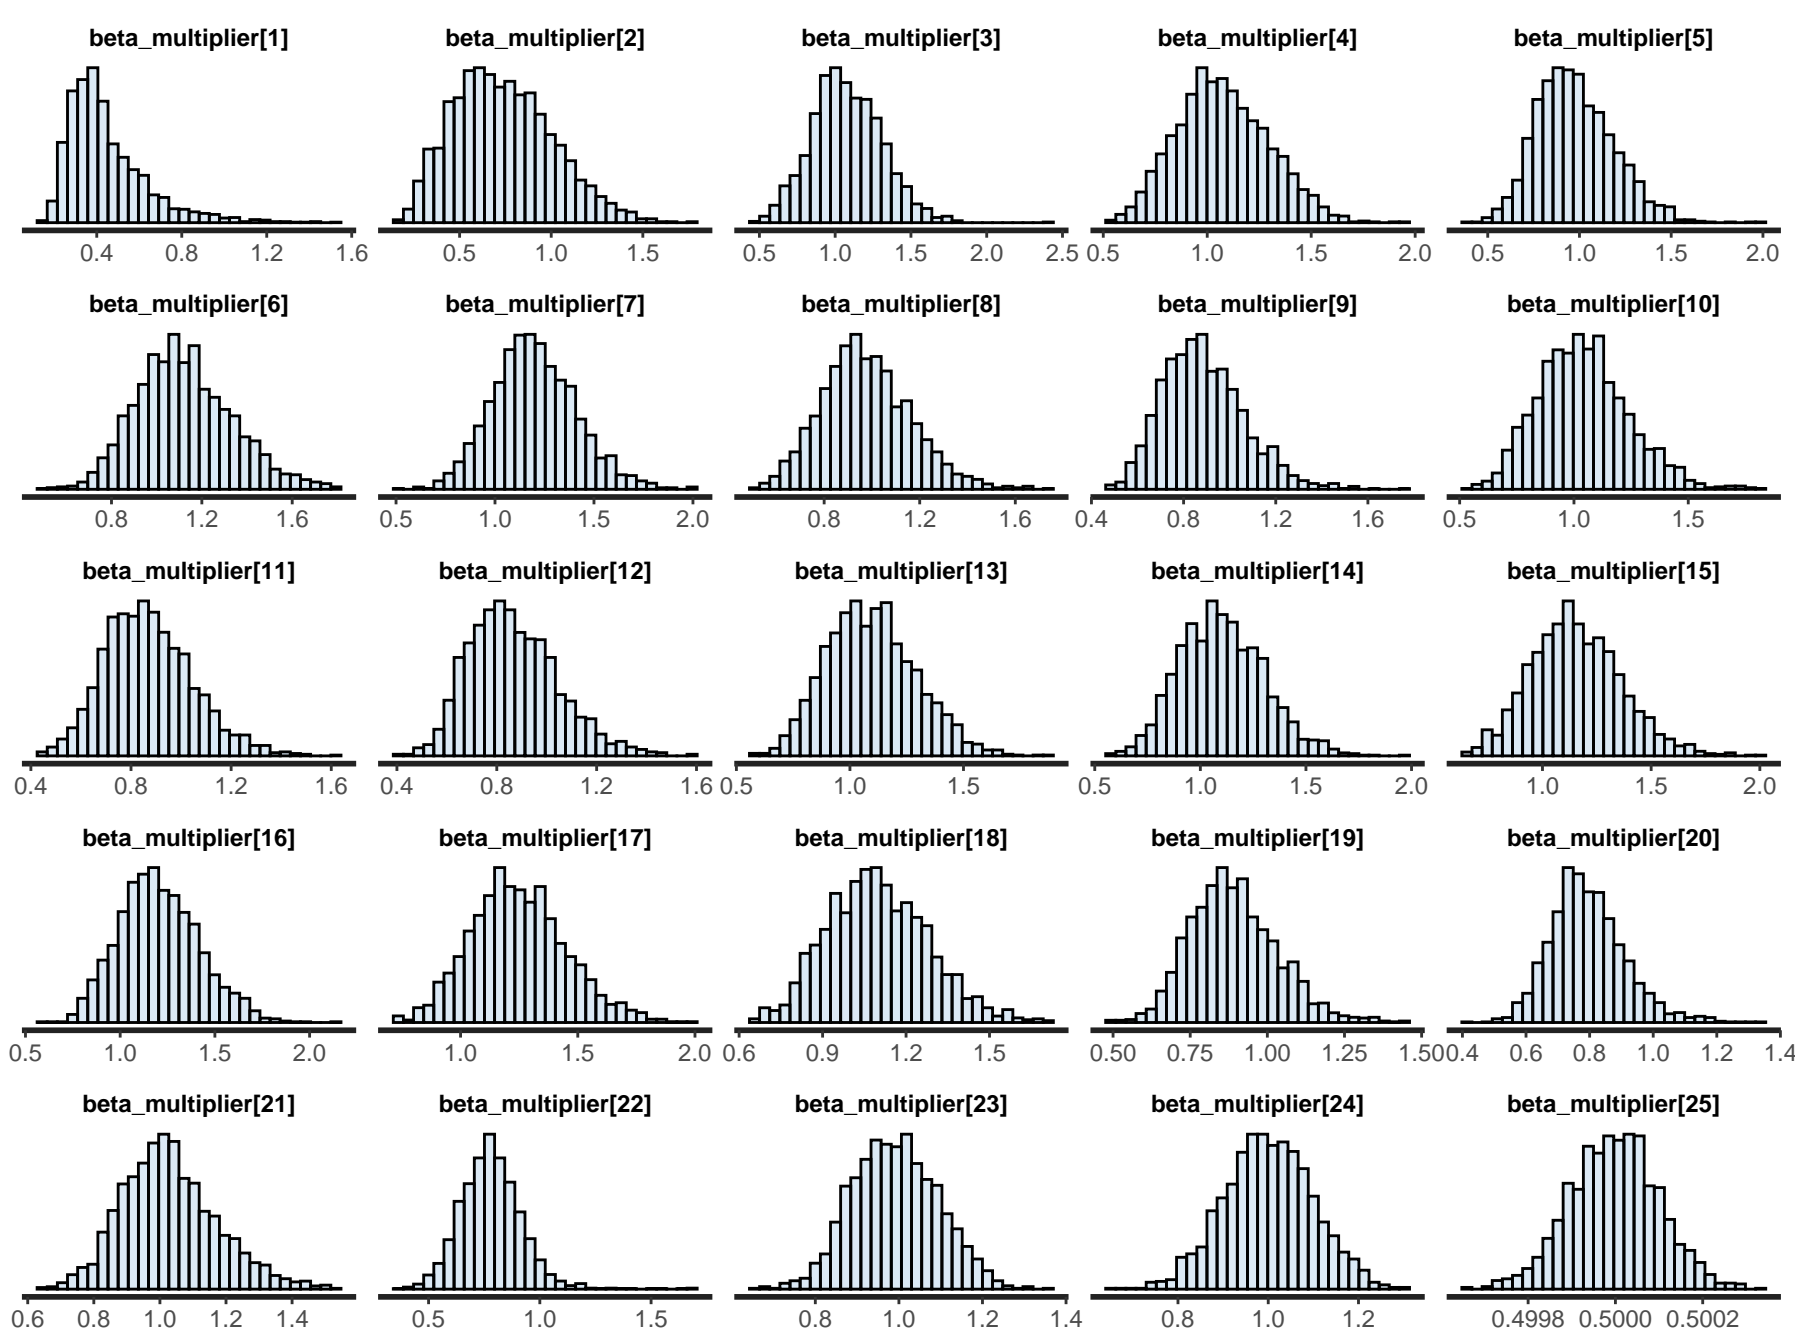 beta_multiplier[1] beta_multiplier[2] beta_multiplier[3] beta_multiplier[4] beta_multiplier[5]
0.4 0.8 1.2 1.6 0.5 1.0 1.5 0.5 1.0 1.5 2.0 2.5 0.5 1.0 1.5 2.0 0.5 1.0 1.5 2.0
beta_multiplier[6] beta_multiplier[7] beta_multiplier[8] beta_multiplier[9] beta_multiplier[10]
0.8 1.2 1.6 0.5 1.0 1.5 2.0 0.8 1.2 1.6 0.4 0.8 1.2 1.6 0.5 1.0 1.5
beta_multiplier[11] beta_multiplier[12] beta_multiplier[13] beta_multiplier[14] beta_multiplier[15]
0.4 0.8 1.2 1.6 0.4 0.8 1.2 1.6 0.5 1.0 1.5 0.5 1.0 1.5 2.0 1.0 1.5 2.0
beta_multiplier[16] beta_multiplier[17] beta_multiplier[18] beta_multiplier[19] beta_multiplier[20]
0.5 1.0 1.5 2.0 1.0 1.5 2.0 0.6 0.9 1.2 1.5 0.50 0.75 1.00 1.25 1.50 0.4 0.6 0.8 1.0 1.2 1.4
beta_multiplier[21] beta_multiplier[22] beta_multiplier[23] beta_multiplier[24] beta_multiplier[25]
0.6 0.8 1.0 1.2 1.4 0.5 1.0 1.5 0.8 1.0 1.2 1.4 0.8 1.0 1.2 0.4998 0.5000 0.5002